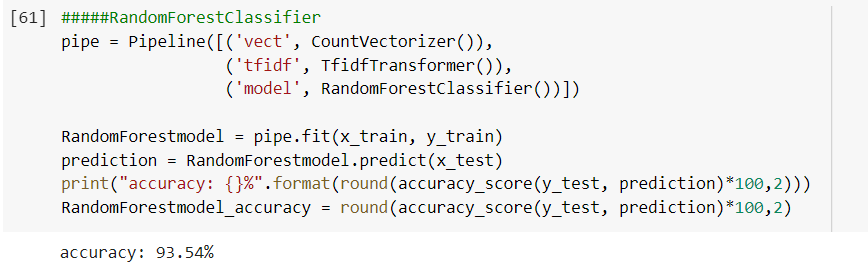 [61] #####RandomForestClassifier
pipe = Pipeline([('vect', CountVectorizer()),
('tfidf', TfidfTransformer()),
('model', RandomForestClassifier())])
RandomForestmodel = pipe.fit(x_train, y_train)
prediction = RandomForestmodel.predict(x_test)
print("accuracy: {}%".format(round(accuracy_score(y_test, prediction)*100,2)))
RandomForestmodel_accuracy = round(accuracy_score(y_test, prediction)*100,2)
accuracy: 93.54%